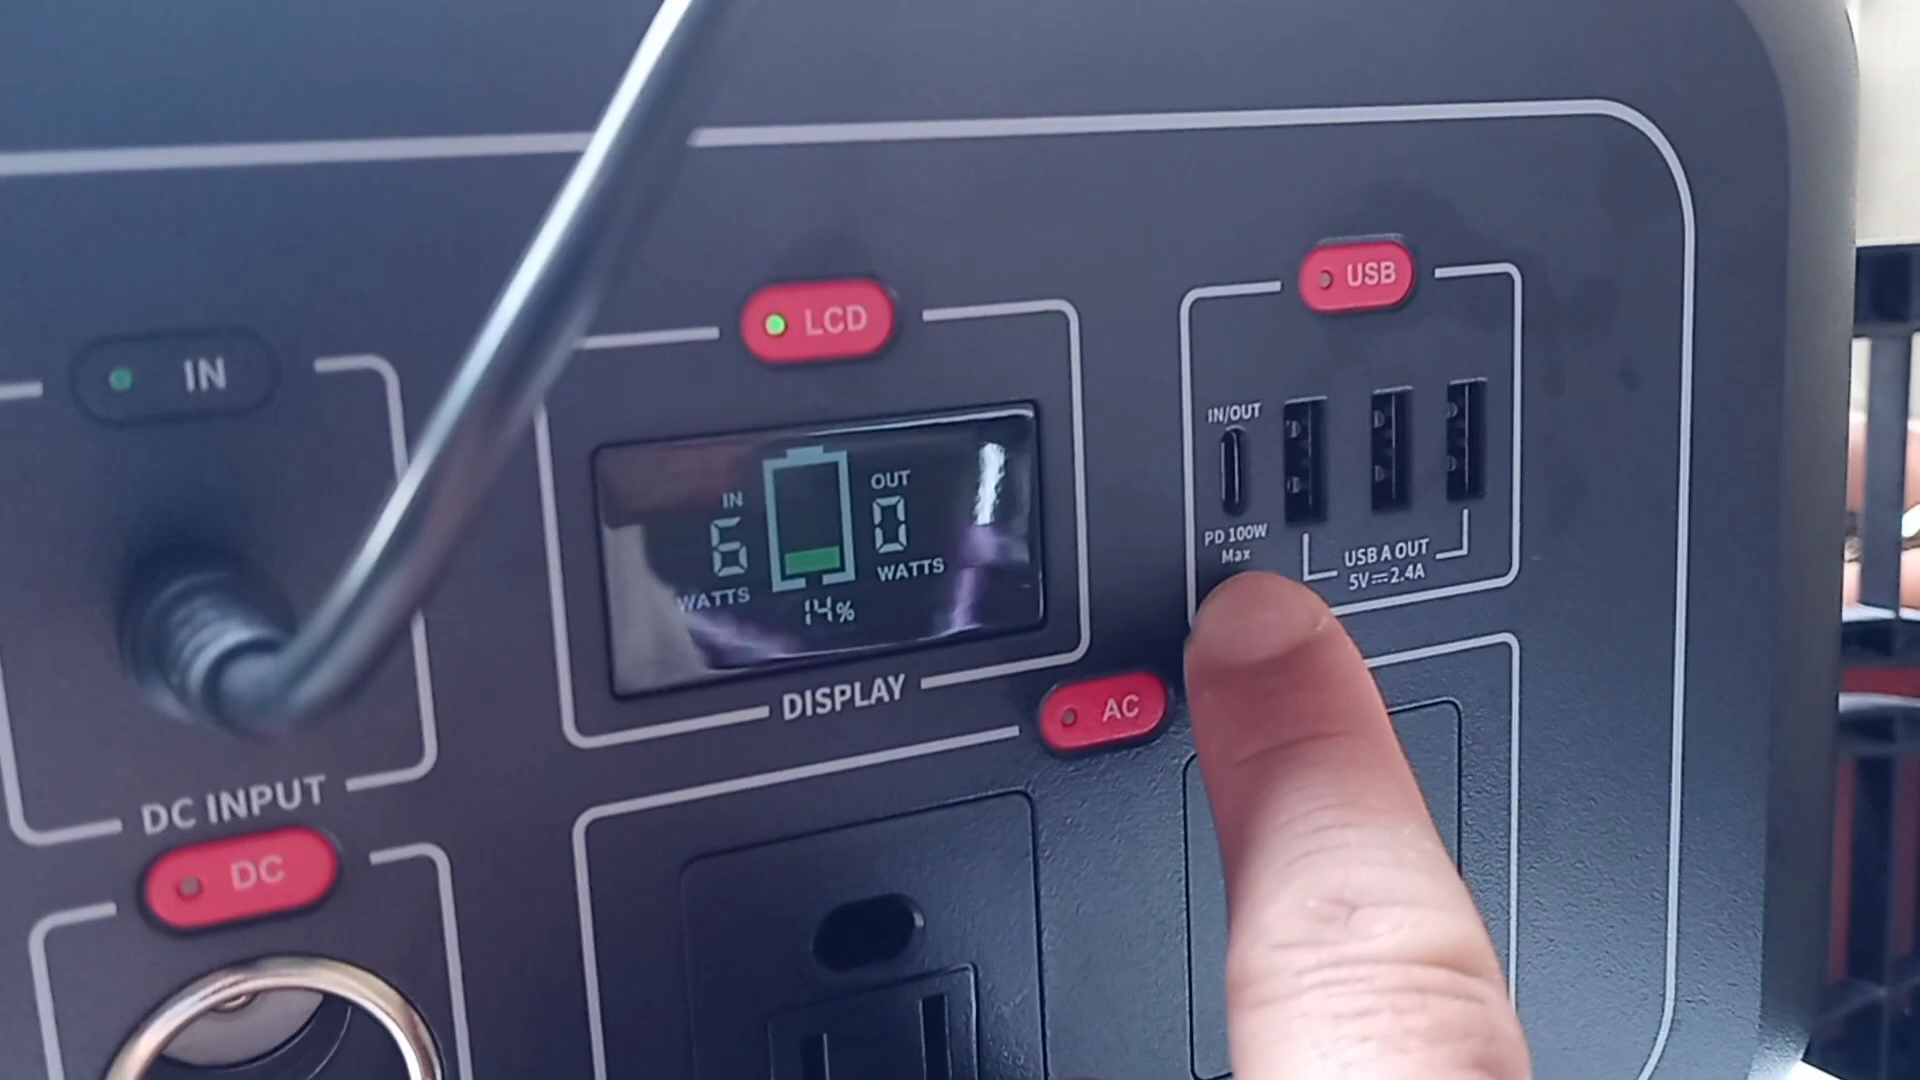 IN
LCD
USB
IN
6
WATTS
14%
OUT
0
WATTS
DISPLAY
IN/OUT
PD 100W
Max
USB A OUT
5V⎓2.4A
DC INPUT
AC
DC